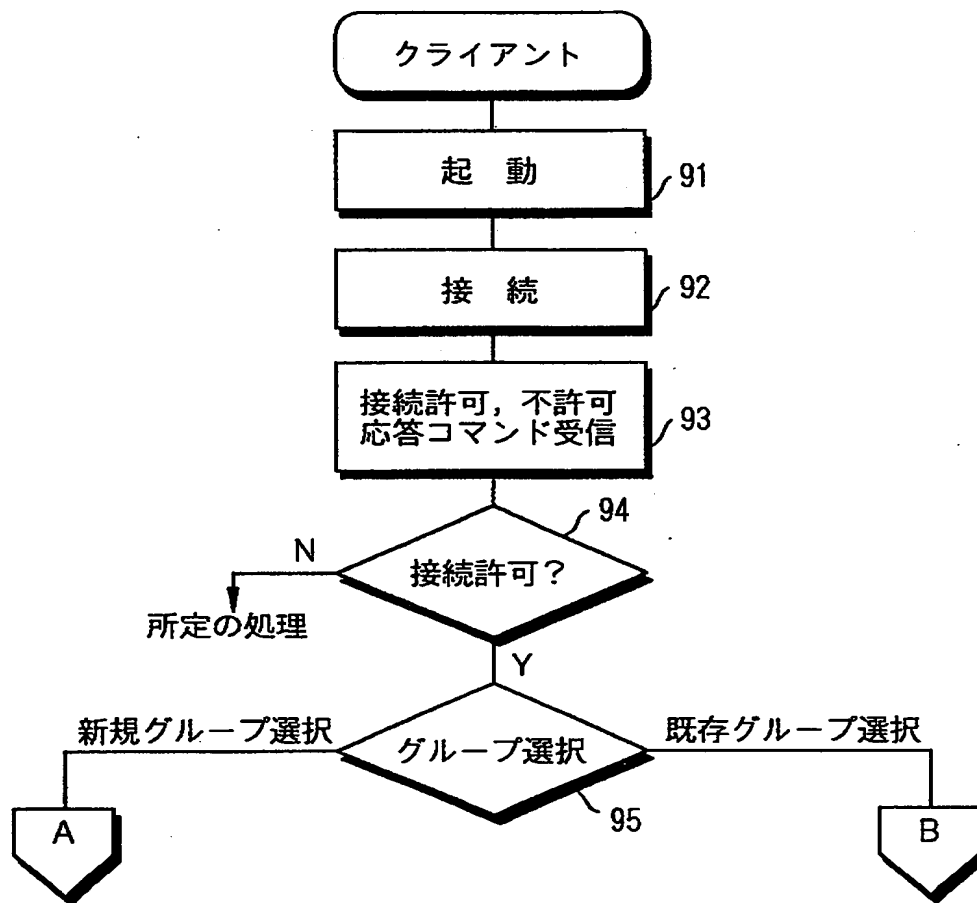 クライアント
起　動
91
接　続
92
接続許可，不許可
応答コマンド受信
93
94
N
接続許可？
所定の処理
Y
新規グループ選択
グループ選択
既存グループ選択
95
A
B